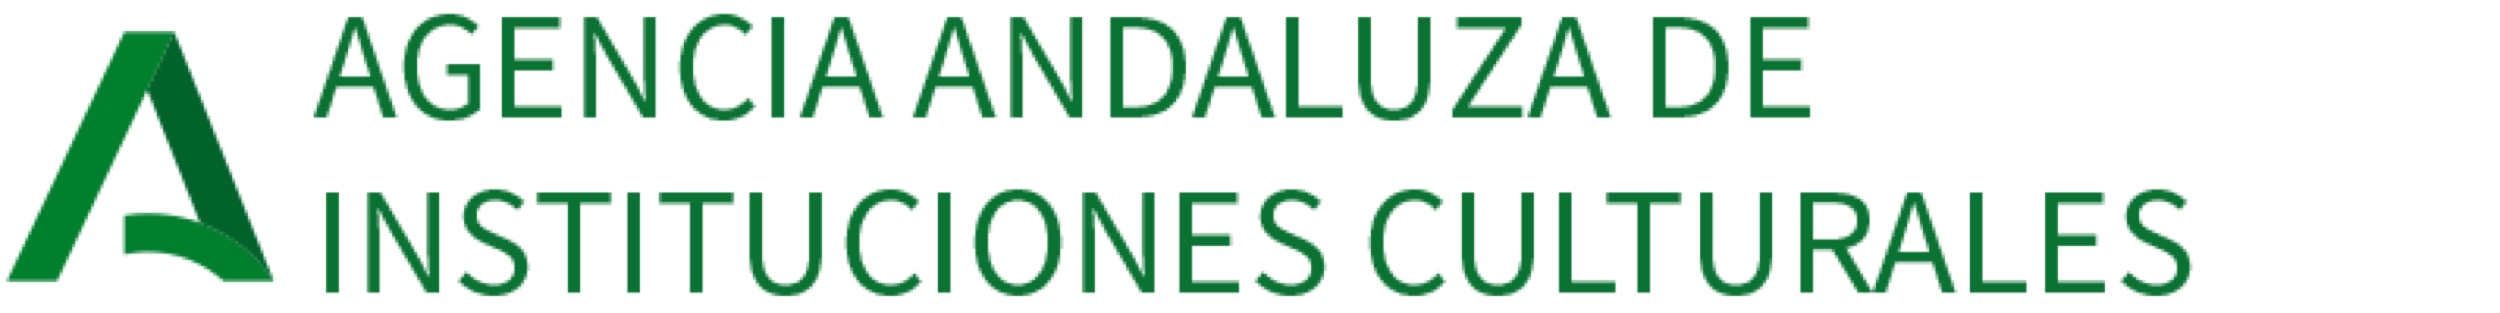 AGENCIA ANDALUZA DE
INSTITUCIONES CULTURALES